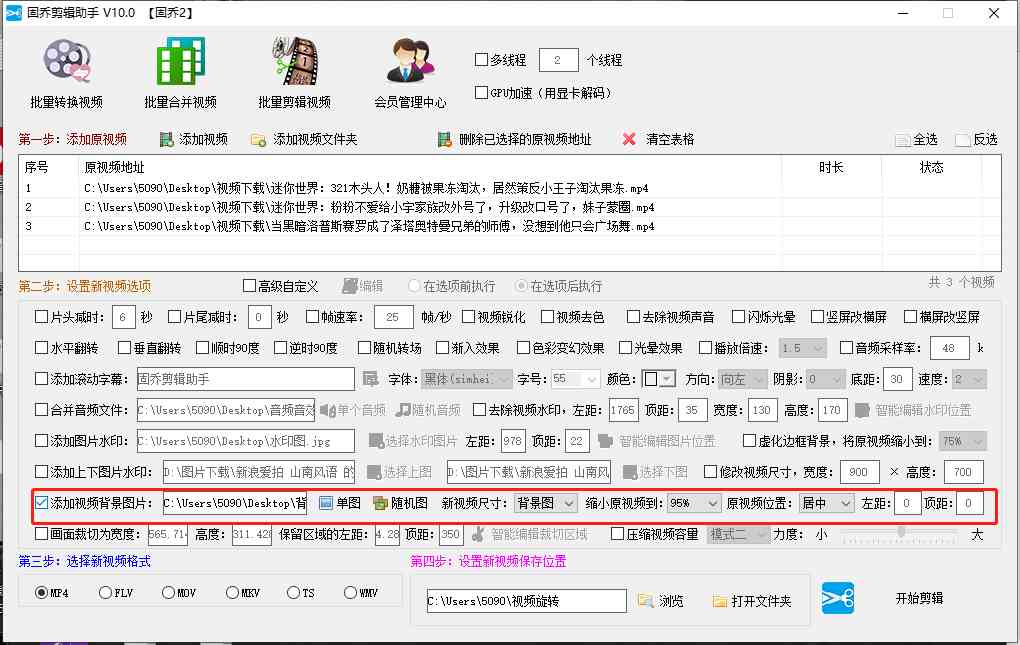 固乔剪辑助手 V10.0 【固乔2】
多线程 2 个线程
GPU加速（用显卡解码）
批量转换视频 批量合并视频 批量剪辑视频 会员管理中心
第一步：添加原视频 添加视频 添加视频文件夹 删除已选择的原视频地址 清空表格 全选 反选
序号 原视频地址 时长 状态
1 C:\Users\5090\Desktop\视频下载\迷你世界：321木头人！奶糖被果冻淘汰，居然策反小王子淘汰果冻.mp4
2 C:\Users\5090\Desktop\视频下载\迷你世界：粉粉不爱给小宇家族改外号了，升级改口号了，妹子蒙圈.mp4
3 C:\Users\5090\Desktop\视频下载\当黑暗洛普斯赛罗成了泽塔奥特曼兄弟的师傅，没想到他只会广场舞.mp4
第二步：设置新视频选项 高级自定义 编辑 在选项前执行 在选项后执行 共 3 个视频
片头减时： 6 秒 片尾减时： 0 秒 帧速率： 25 帧/秒 视频锐化 视频去色 去除视频声音 闪烁光晕 竖屏改横屏 横屏改竖屏
水平翻转 垂直翻转 顺时90度 逆时90度 随机转场 渐入效果 色彩变幻效果 光晕效果 播放倍速： 1.5 音频采样率： 48 k
添加滚动字幕： 固乔剪辑助手 字体： 黑体(simhei. 字号： 55 颜色： 方向： 向左 阴影： 0 底距： 30 速度： 2
合并音频文件： C:\Users\5090\Desktop\音频音效 单个音频 随机音频 去除视频水印，左距： 1765 顶距： 35 宽度： 130 高度： 170 智能编辑水印位置
添加图片水印： C:\Users\5090\Desktop\水印图.jpg 选择水印图片 左距： 978 顶距： 22 智能编辑图片位置 虚化边框背景，将原视频缩小到： 75%
添加上下图片水印： D:\图片下载\新浪爱拍 山南风语 的 选择上图 D:\图片下载\新浪爱拍 山南风 选择下图 修改视频尺寸，宽度： 900 × 高度： 700
添加视频背景图片： C:\Users\5090\Desktop\背 单图 随机图 新视频尺寸： 背景图 缩小原视频到： 95% 原视频位置： 居中 左距： 0 顶距： 0
画面裁切为宽度： 565.714 高度： 311.428 保留区域的左距： 4.28 顶距： 350 智能编辑裁切区域 压缩视频容量 模式二 力度： 小 大
第三步：选择新视频格式 第四步：设置新视频保存位置
MP4 FLV MOV MKV TS WMV
C:\Users\5090\视频旋转 浏览 打开文件夹 开始剪辑